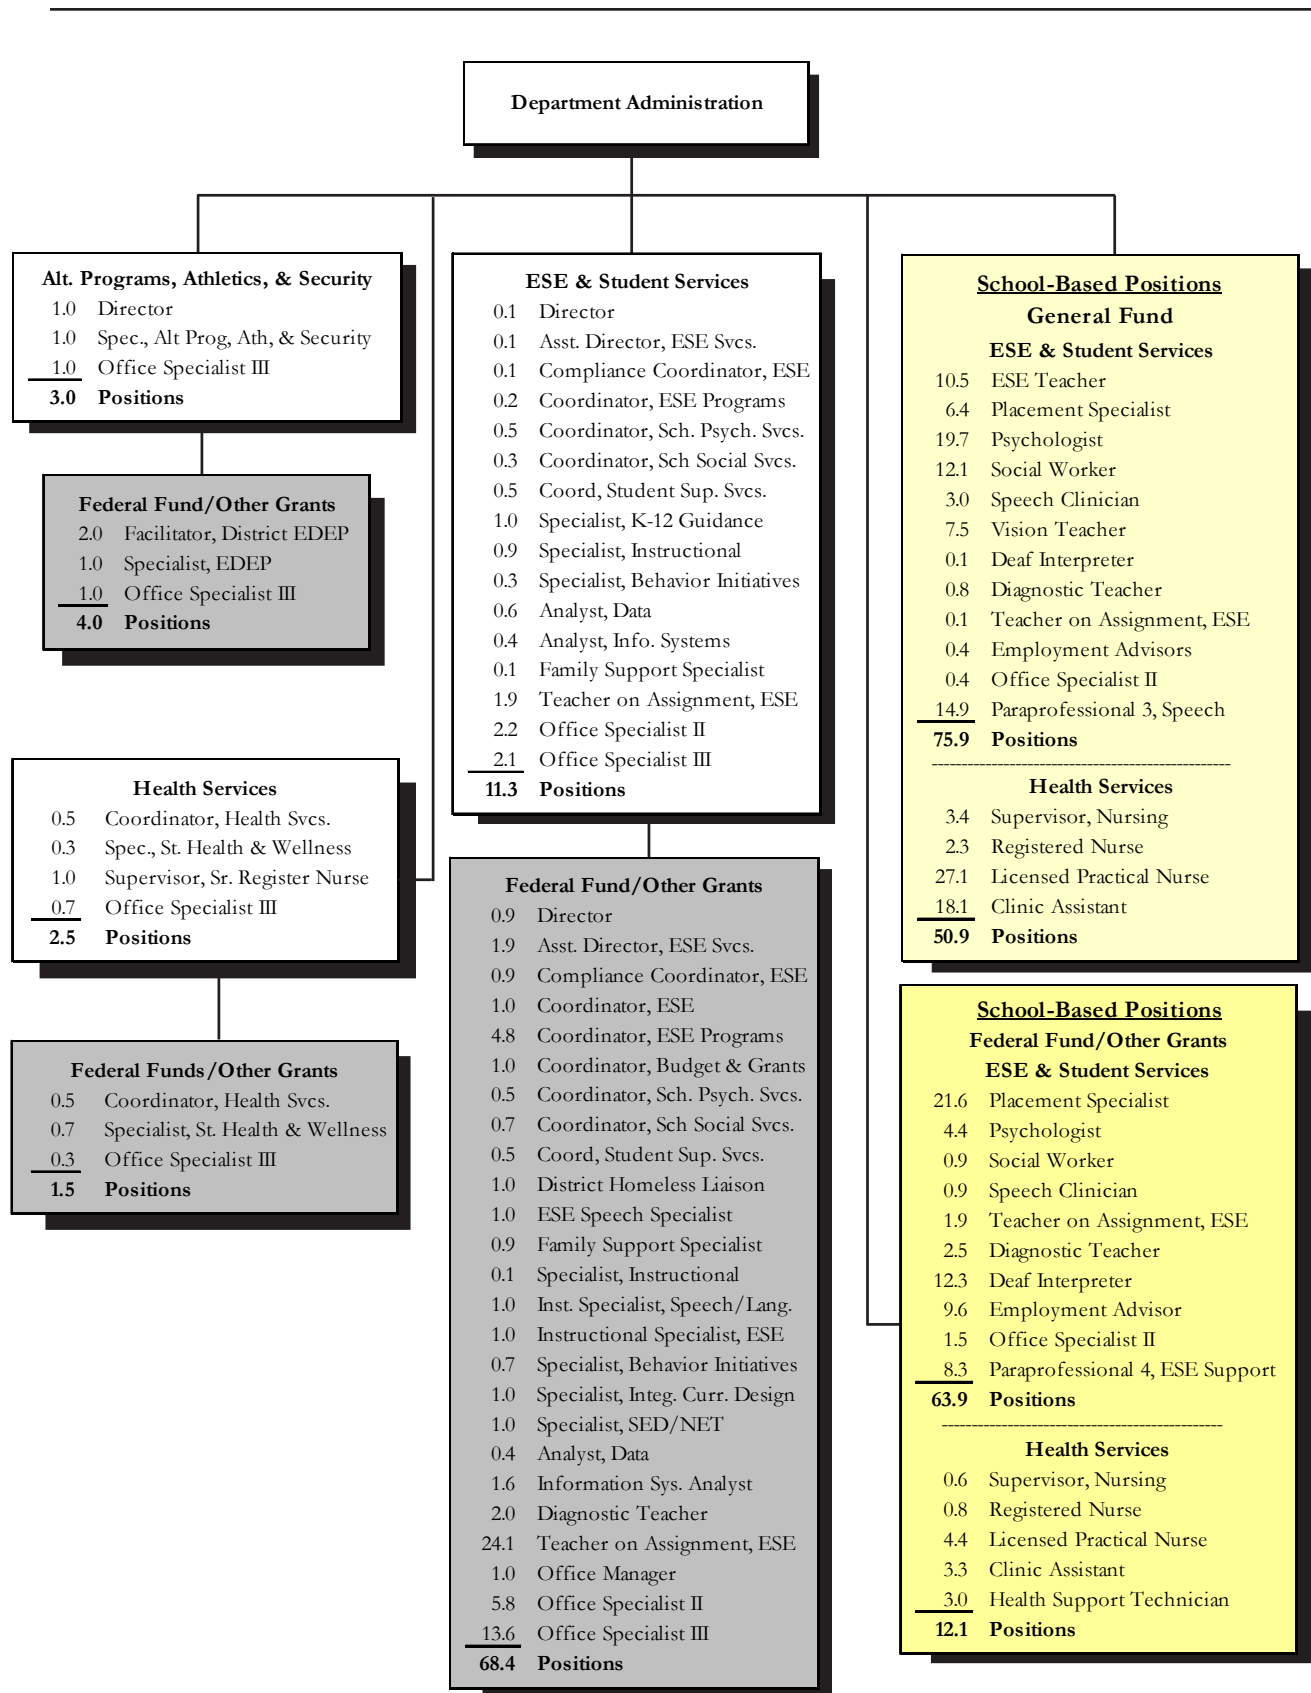 Department Administration
Alt. Programs, Athletics, & Security
1.0 Director
1.0 Spec., Alt Prog, Ath, & Security
1.0 Office Specialist III
3.0 Positions
Federal Fund/Other Grants
2.0 Facilitator, District EDEP
1.0 Specialist, EDEP
1.0 Office Specialist III
4.0 Positions
Health Services
0.5 Coordinator, Health Svcs.
0.3 Spec., St. Health & Wellness
1.0 Supervisor, Sr. Register Nurse
0.7 Office Specialist III
2.5 Positions
Federal Funds/Other Grants
0.5 Coordinator, Health Svcs.
0.7 Specialist, St. Health & Wellness
0.3 Office Specialist III
1.5 Positions
ESE & Student Services
0.1 Director
0.1 Asst. Director, ESE Svcs.
0.1 Compliance Coordinator, ESE
0.2 Coordinator, ESE Programs
0.5 Coordinator, Sch. Psych. Svcs.
0.3 Coordinator, Sch Social Svcs.
0.5 Coord, Student Sup. Svcs.
1.0 Specialist, K-12 Guidance
0.9 Specialist, Instructional
0.3 Specialist, Behavior Initiatives
0.6 Analyst, Data
0.4 Analyst, Info. Systems
0.1 Family Support Specialist
1.9 Teacher on Assignment, ESE
2.2 Office Specialist II
2.1 Office Specialist III
11.3 Positions
Federal Fund/Other Grants
0.9 Director
1.9 Asst. Director, ESE Svcs.
0.9 Compliance Coordinator, ESE
1.0 Coordinator, ESE
4.8 Coordinator, ESE Programs
1.0 Coordinator, Budget & Grants
0.5 Coordinator, Sch. Psych. Svcs.
0.7 Coordinator, Sch Social Svcs.
0.5 Coord, Student Sup. Svcs.
1.0 District Homeless Liaison
1.0 ESE Speech Specialist
0.9 Family Support Specialist
0.1 Specialist, Instructional
1.0 Inst. Specialist, Speech/Lang.
1.0 Instructional Specialist, ESE
0.7 Specialist, Behavior Initiatives
1.0 Specialist, Integ. Curr. Design
1.0 Specialist, SED/NET
0.4 Analyst, Data
1.6 Information Sys. Analyst
2.0 Diagnostic Teacher
24.1 Teacher on Assignment, ESE
1.0 Office Manager
5.8 Office Specialist II
13.6 Office Specialist III
68.4 Positions
School-Based Positions
General Fund
ESE & Student Services
10.5 ESE Teacher
6.4 Placement Specialist
19.7 Psychologist
12.1 Social Worker
3.0 Speech Clinician
7.5 Vision Teacher
0.1 Deaf Interpreter
0.8 Diagnostic Teacher
0.1 Teacher on Assignment, ESE
0.4 Employment Advisors
0.4 Office Specialist II
14.9 Paraprofessional 3, Speech
75.9 Positions
Health Services
3.4 Supervisor, Nursing
2.3 Registered Nurse
27.1 Licensed Practical Nurse
18.1 Clinic Assistant
50.9 Positions
School-Based Positions
Federal Fund/Other Grants
ESE & Student Services
21.6 Placement Specialist
4.4 Psychologist
0.9 Social Worker
0.9 Speech Clinician
1.9 Teacher on Assignment, ESE
2.5 Diagnostic Teacher
12.3 Deaf Interpreter
9.6 Employment Advisor
1.5 Office Specialist II
8.3 Paraprofessional 4, ESE Support
63.9 Positions
Health Services
0.6 Supervisor, Nursing
0.8 Registered Nurse
4.4 Licensed Practical Nurse
3.3 Clinic Assistant
3.0 Health Support Technician
12.1 Positions